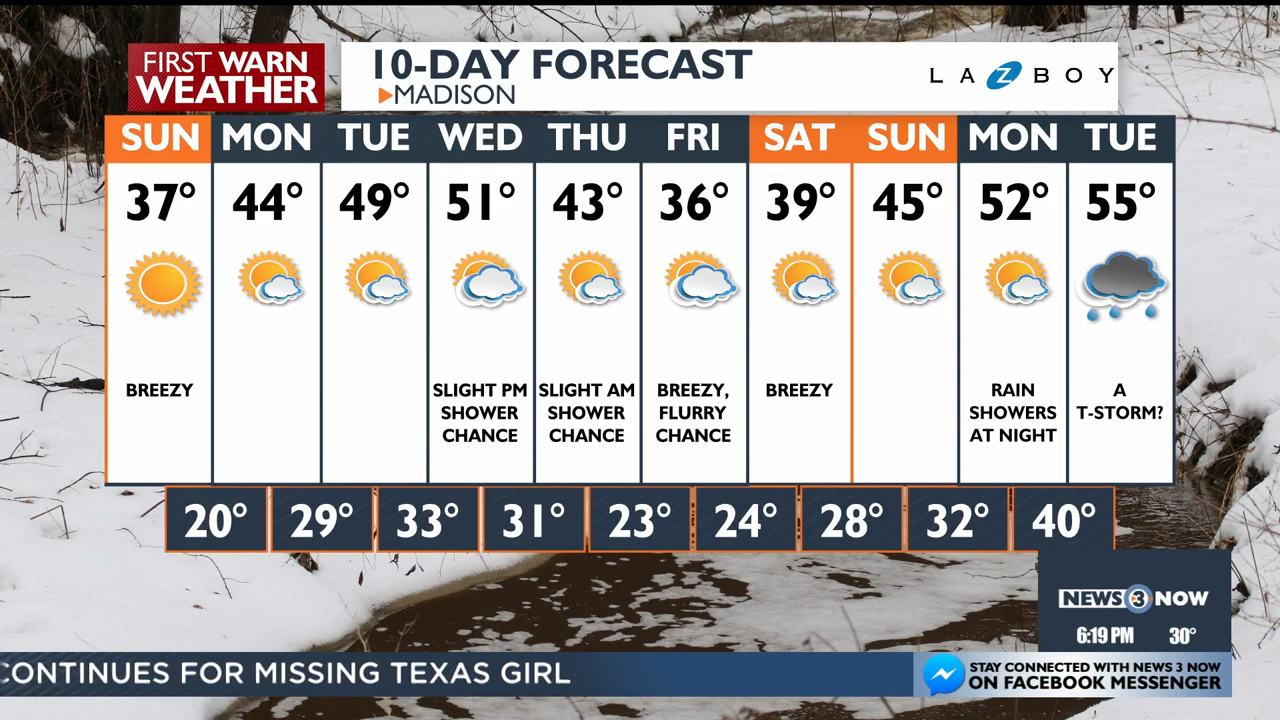 FIRST WARN
WEATHER
10-DAY FORECAST
MADISON
LA Z BOY
SUN MON TUE WED THU FRI SAT SUN MON TUE
37° 44° 49° 51° 43° 36° 39° 45° 52° 55°
BREEZY
SLIGHT PM
SHOWER
CHANCE
SLIGHT AM
SHOWER
CHANCE
BREEZY,
FLURRY
CHANCE
BREEZY
RAIN
SHOWERS
AT NIGHT
A
T-STORM?
20° 29° 33° 31° 23° 24° 28° 32° 40°
NEWS 3 NOW
6:19 PM 30°
CONTINUES FOR MISSING TEXAS GIRL
STAY CONNECTED WITH NEWS 3 NOW
ON FACEBOOK MESSENGER